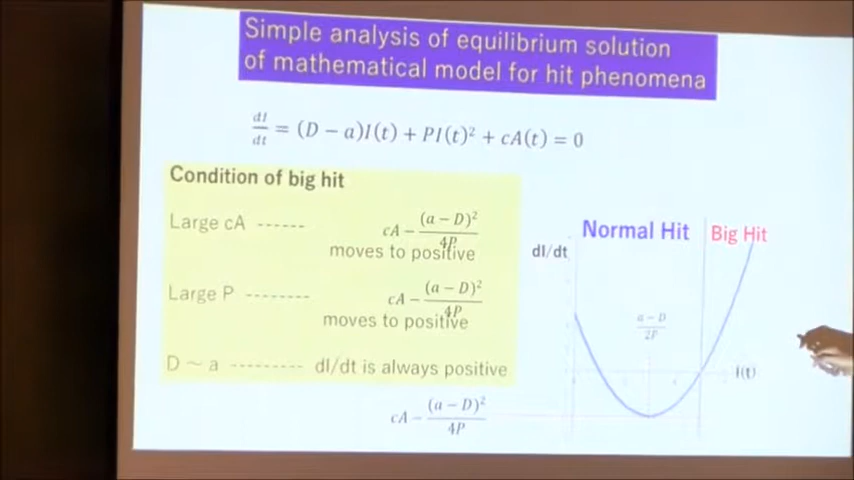 Simple analysis of equilibrium solution
of mathematical model for hit phenomena
dI/dt = (D − a)I(t) + PI(t)² + cA(t) = 0
Condition of big hit
Large cA ------ cA − (a − D)²/4P
moves to positive
Large P -------- cA − (a − D)²/4P
moves to positive
D ~ a --------- dI/dt is always positive
cA − (a − D)²/4P
Normal Hit Big Hit
dI/dt
a − D/2P
I(t)